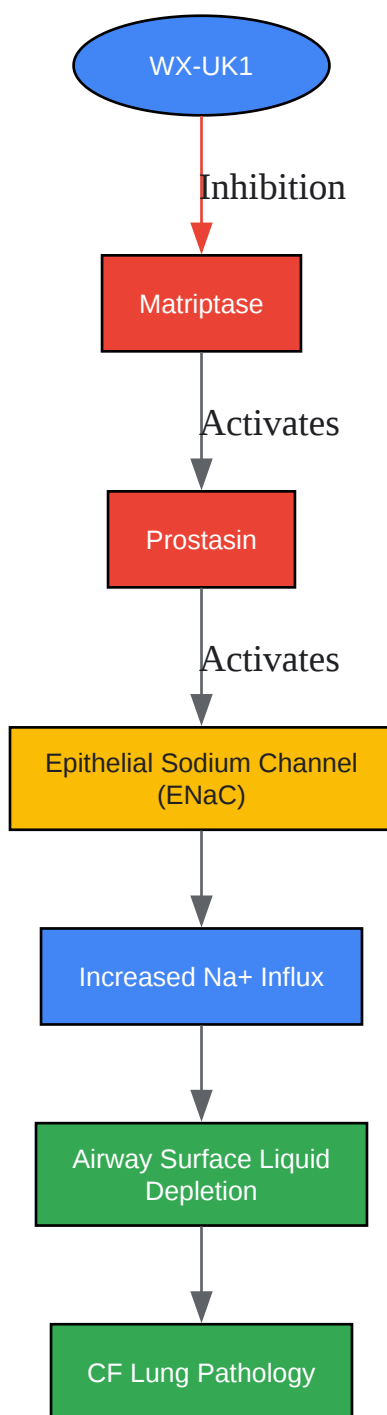 WX-UK1
Inhibition
Matriptase
Activates
Prostasin
Activates
Epithelial Sodium Channel
(ENaC)
Increased Na+ Influx
Airway Surface Liquid
Depletion
CF Lung Pathology